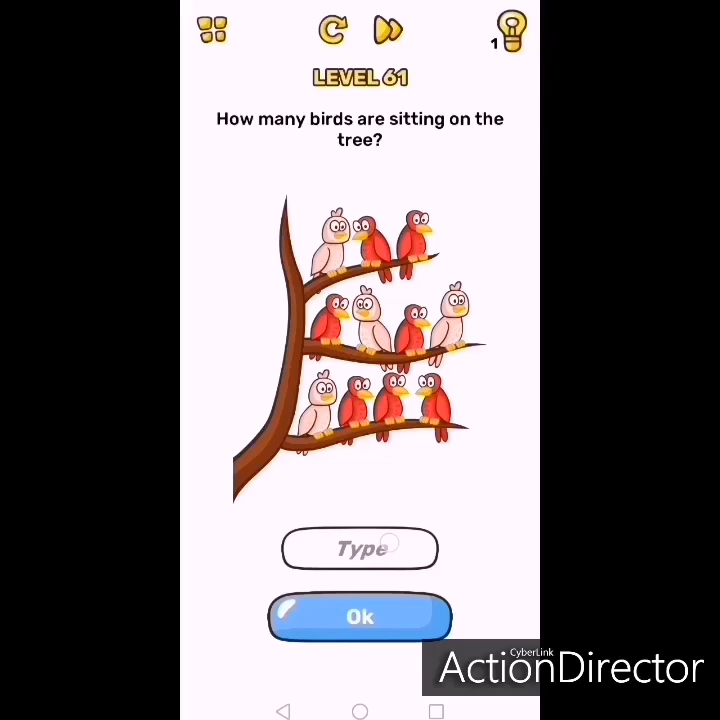 1
LEVEL 61
How many birds are sitting on the
tree?
Type
Ok
CyberLink
ActionDirector